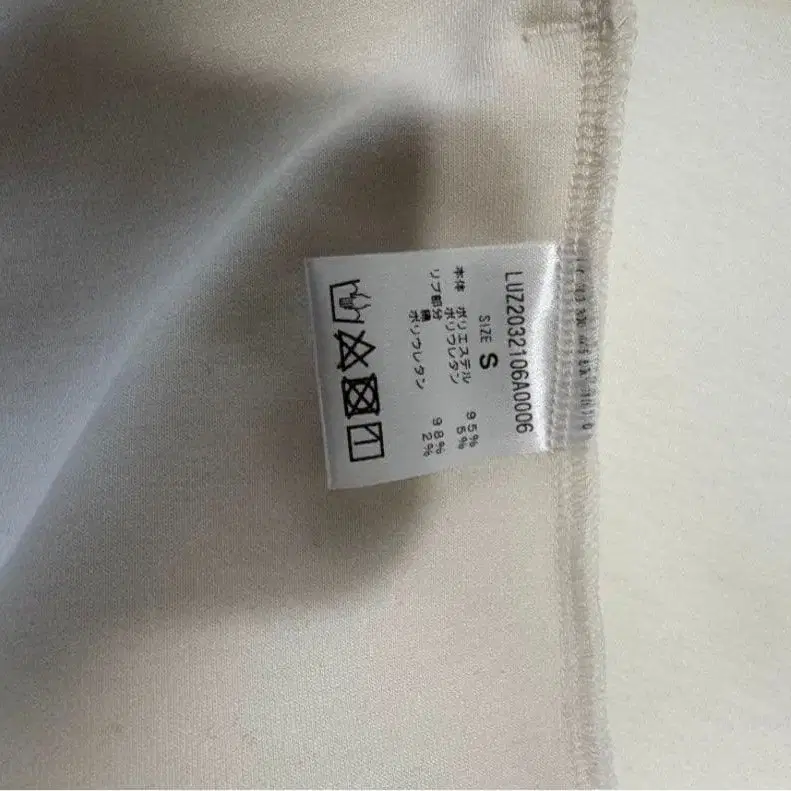 LUZ2032106A0006
SIZE S
本体 ポリエステル 95%
ポリウレタン 5%
リブ部分
綿 98%
ポリウレタン 2%